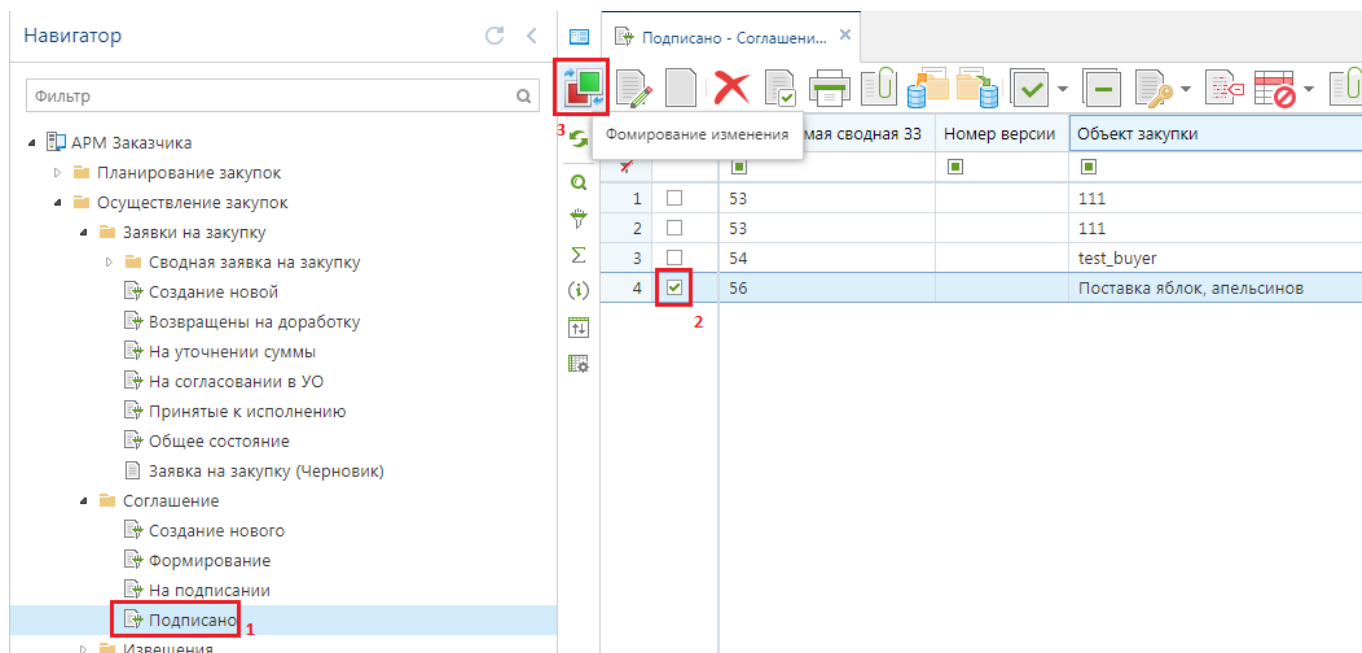 Навигатор
Подписано - Соглашени...
Фильтр
3
Фомирование изменения
мая сводная ЗЗ
Номер версии
Объект закупки
АРМ Заказчика
Планирование закупок
Осуществление закупок
Заявки на закупку
Сводная заявка на закупку
Создание новой
Возвращены на доработку
На уточнении суммы
На согласовании в УО
Принятые к исполнению
Общее состояние
Заявка на закупку (Черновик)
Соглашение
Создание нового
Формирование
На подписании
Подписано
1
Извещения
1 53 111
2 53 111
3 54 test_buyer
4 56 Поставка яблок, апельсинов
2